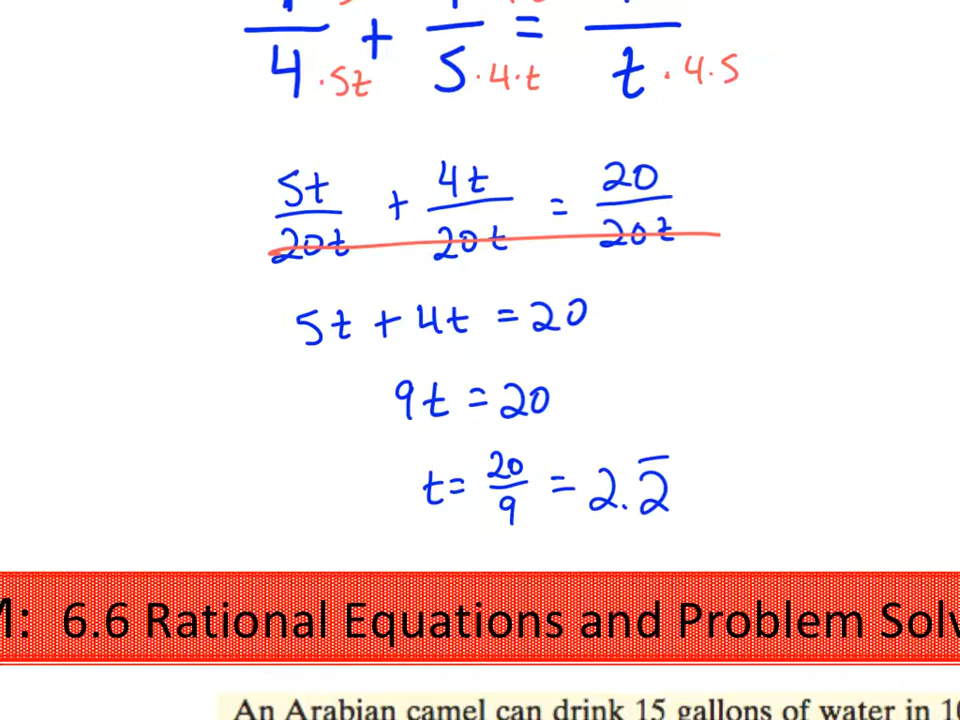 4 ·5t + 5 ·4·t = t ·4·5
5t/20t + 4t/20t = 20/20t
5t + 4t = 20
9t = 20
t = 20/9 = 2.2̅
6.6 Rational Equations and Problem
An Arabian camel can drink 15 gallons of water in